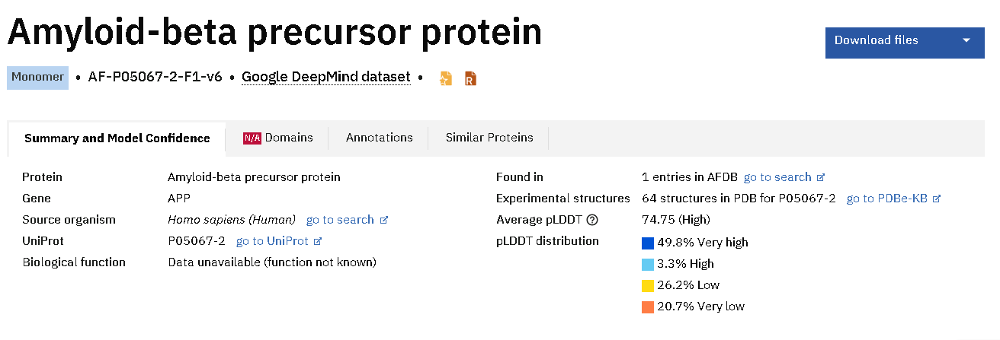 Amyloid-beta precursor protein
Download files
Monomer • AF-P05067-2-F1-v6 • Google DeepMind dataset •
R
Summary and Model Confidence
N/A Domains
Annotations
Similar Proteins
Protein Amyloid-beta precursor protein
Gene APP
Source organism Homo sapiens (Human) go to search
UniProt P05067-2 go to UniProt
Biological function Data unavailable (function not known)
Found in 1 entries in AFDB go to search
Experimental structures 64 structures in PDB for P05067-2 go to PDBe-KB
Average pLDDT ? 74.75 (High)
pLDDT distribution 49.8% Very high
3.3% High
26.2% Low
20.7% Very low